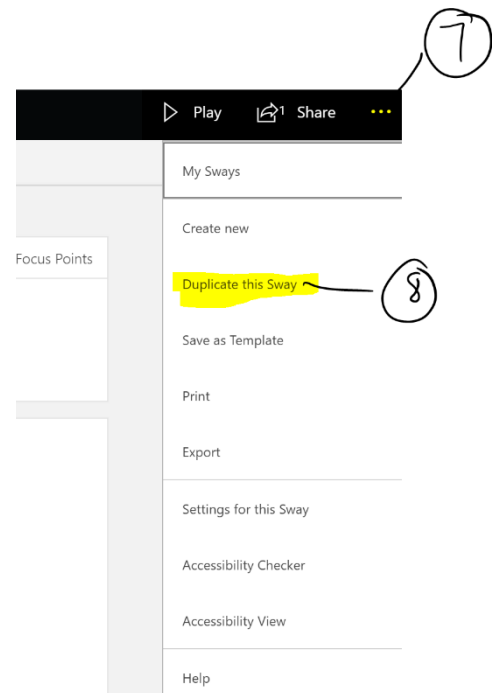 7
Play 1 Share ...
My Sways
Create new
Focus Points
Duplicate this Sway 8
Save as Template
Print
Export
Settings for this Sway
Accessibility Checker
Accessibility View
Help